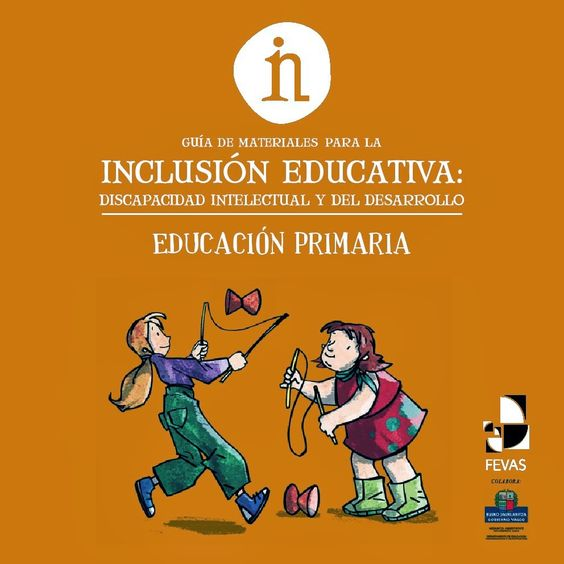 in
GUÍA DE MATERIALES PARA LA
INCLUSIÓN EDUCATIVA:
DISCAPACIDAD INTELECTUAL Y DEL DESARROLLO
EDUCACIÓN PRIMARIA
FEVAS
COLABORA:
EUSKO JAURLARITZA
GOBIERNO VASCO